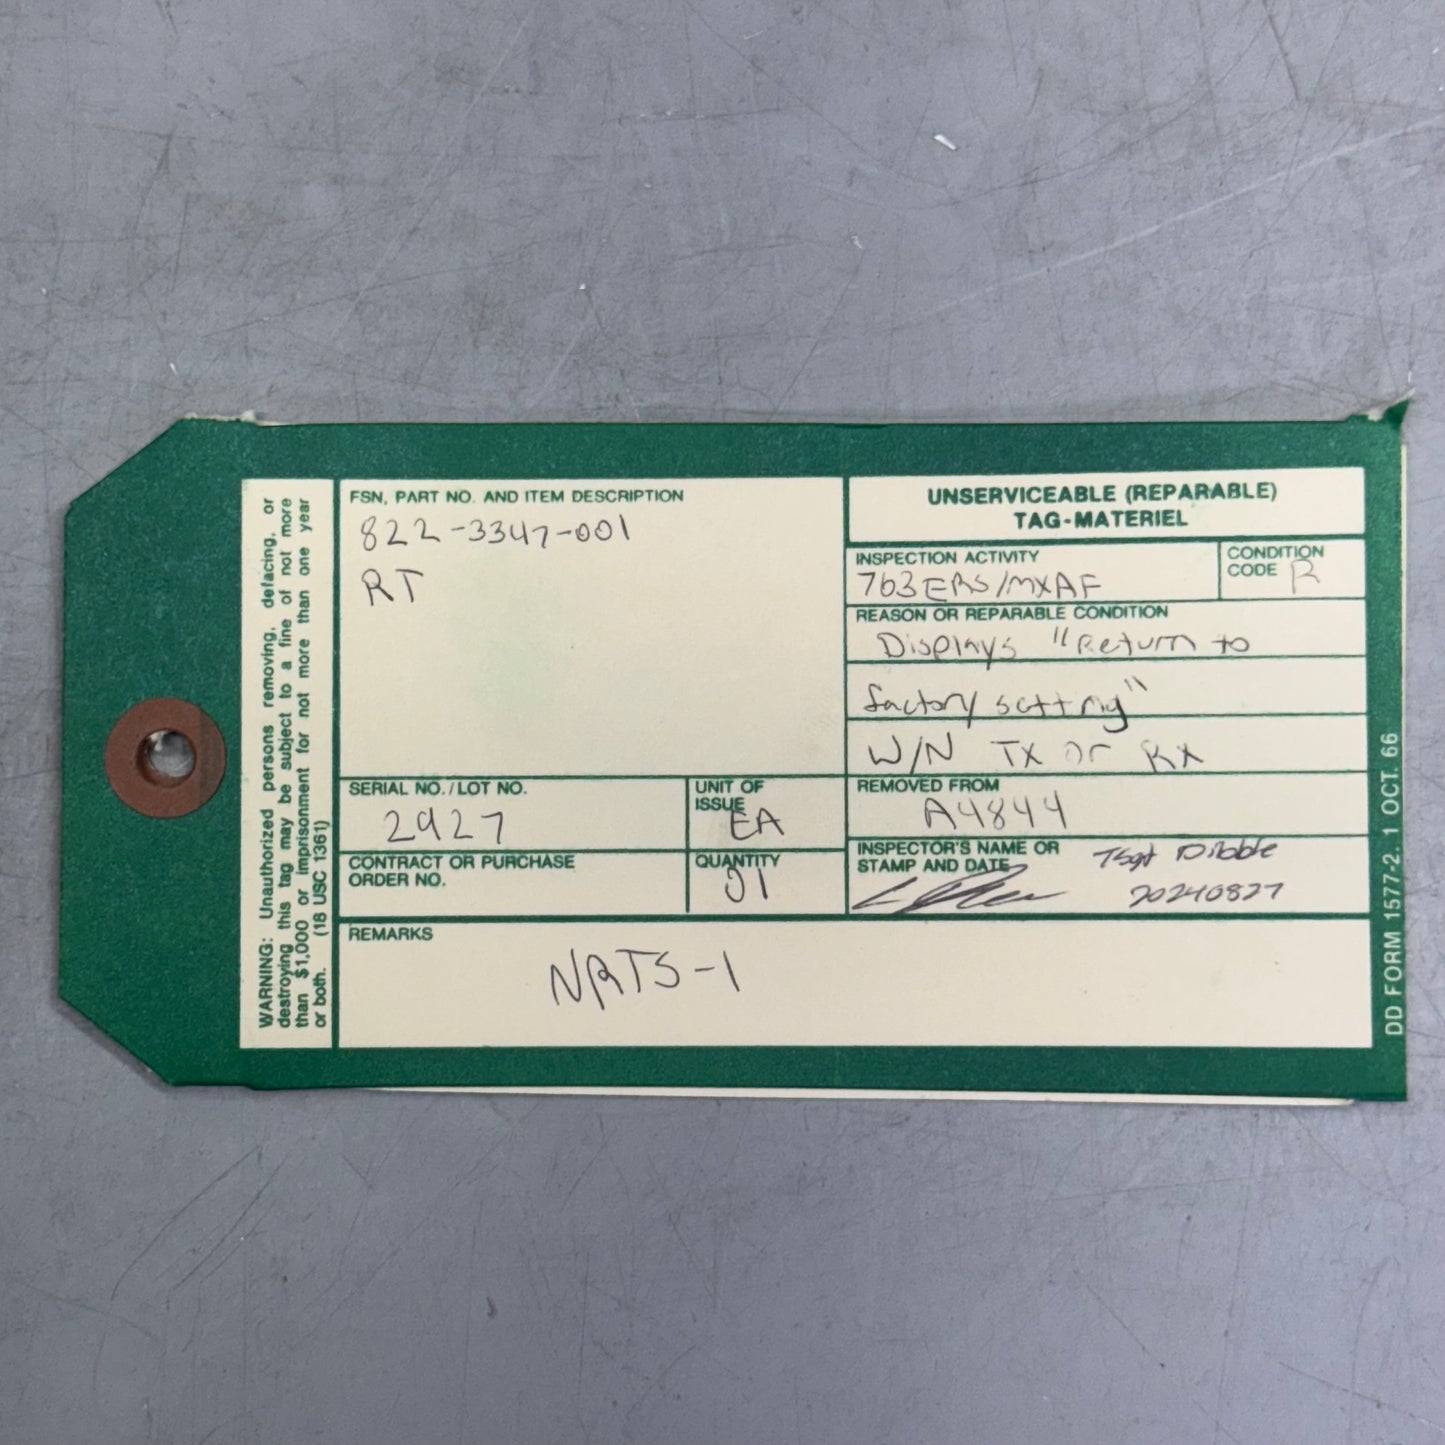 WARNING: Unauthorized persons removing, defacing, or
destroying this tag may be subject to a fine of not more
than $1,000 or imprisonment for not more than one year
or both. (18 USC 1361)
FSN, PART NO. AND ITEM DESCRIPTION
822-3347-001
RT
SERIAL NO./LOT NO.
2927
UNIT OF
ISSUE
EA
CONTRACT OR PURCHASE
ORDER NO.
QUANTITY
01
UNSERVICEABLE (REPARABLE)
TAG-MATERIEL
INSPECTION ACTIVITY
763ERS/MXAF
CONDITION
CODE R
REASON OR REPARABLE CONDITION
Displays "Return to
factory setting"
W/N TX or RX
REMOVED FROM
A4844
INSPECTOR'S NAME OR
STAMP AND DATE
TSgt
20240827
REMARKS
NRTS-1
DD FORM 1577-2. 1 OCT. 66